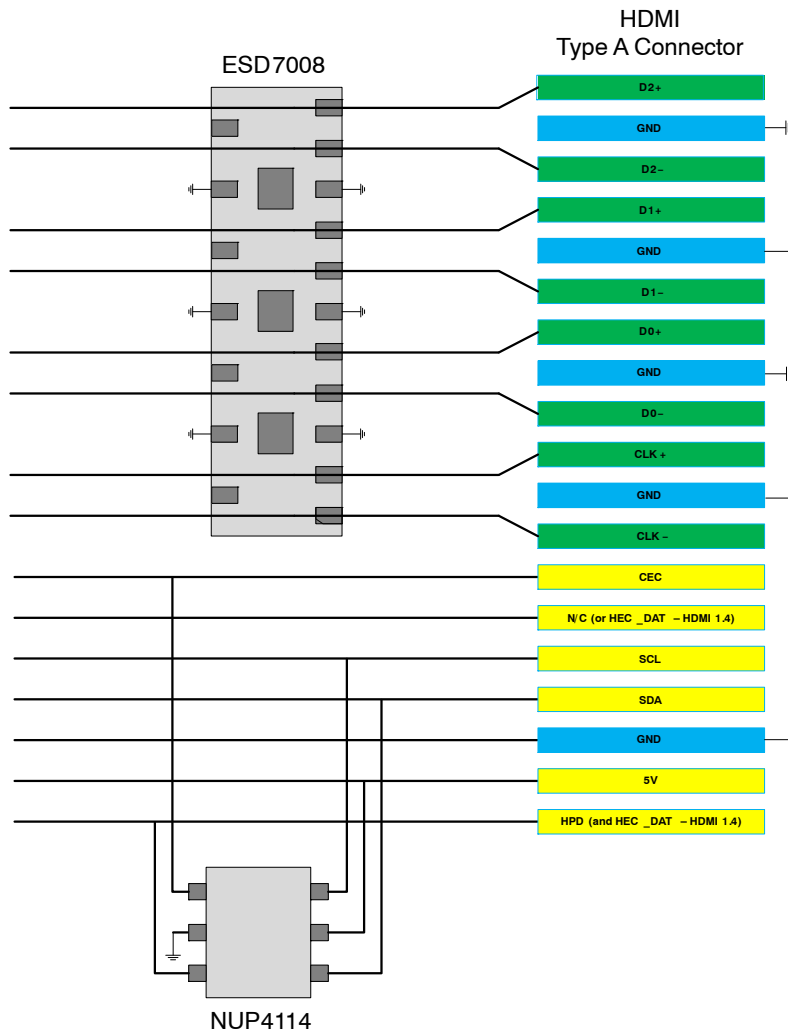 HDMI
Type A Connector
ESD7008
D2+
GND
D2−
D1+
GND
D1−
D0+
GND
D0−
CLK +
GND
CLK −
CEC
N/C (or HEC _DAT – HDMI 1.4)
SCL
SDA
GND
5V
HPD (and HEC _DAT – HDMI 1.4)
NUP4114